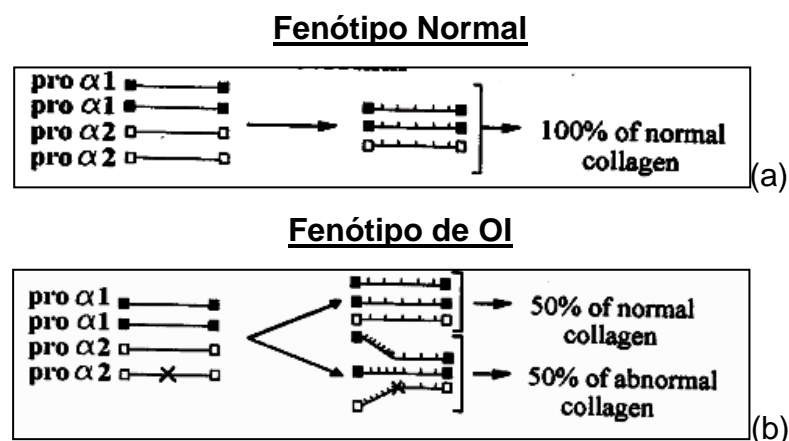 Fenótipo Normal
pro α1
pro α1
pro α2
pro α2
100% of normal
collagen
(a)
Fenótipo de OI
pro α1
pro α1
pro α2
pro α2
50% of normal
collagen
50% of abnormal
collagen
(b)